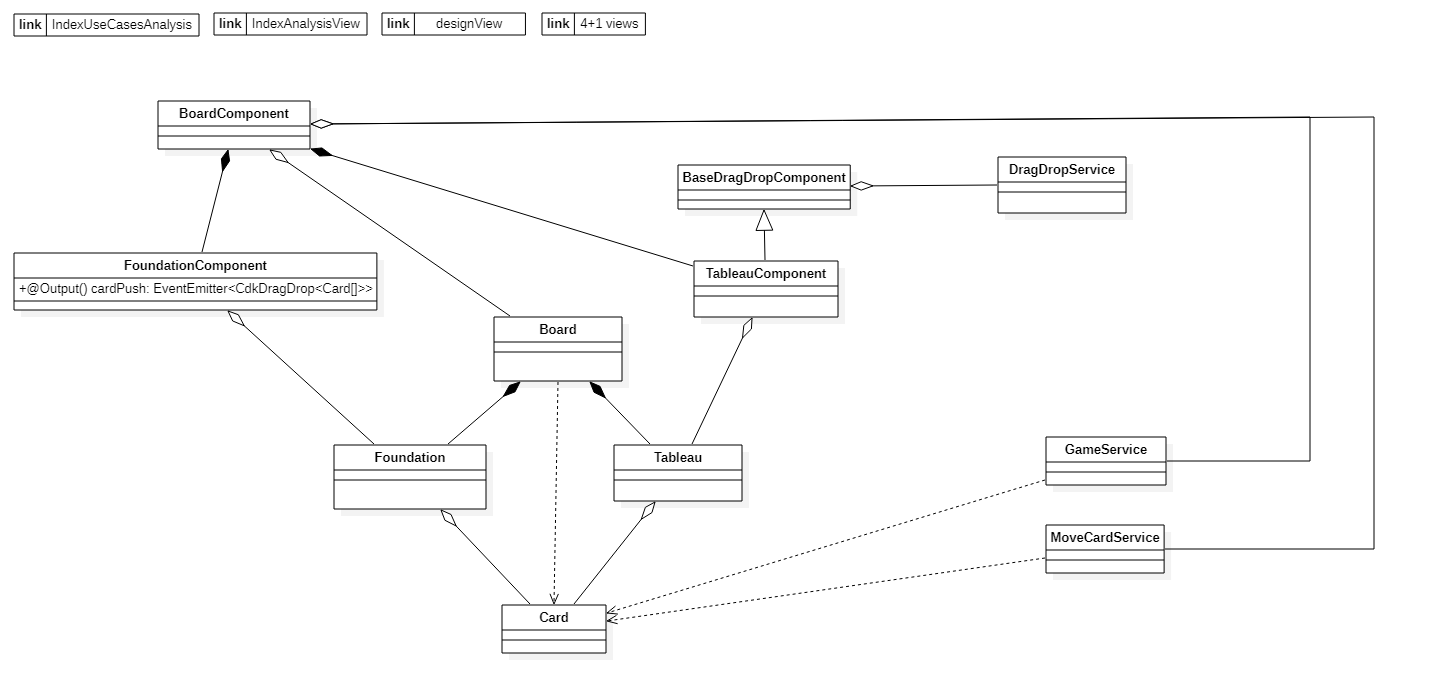 link IndexUseCasesAnalysis
link IndexAnalysisView
link designView
link 4+1 views
BoardComponent
BaseDragDropComponent
DragDropService
FoundationComponent
+@Output() cardPush: EventEmitter<CdkDragDrop<Card[]>>
TableauComponent
Board
Foundation
Tableau
GameService
MoveCardService
Card